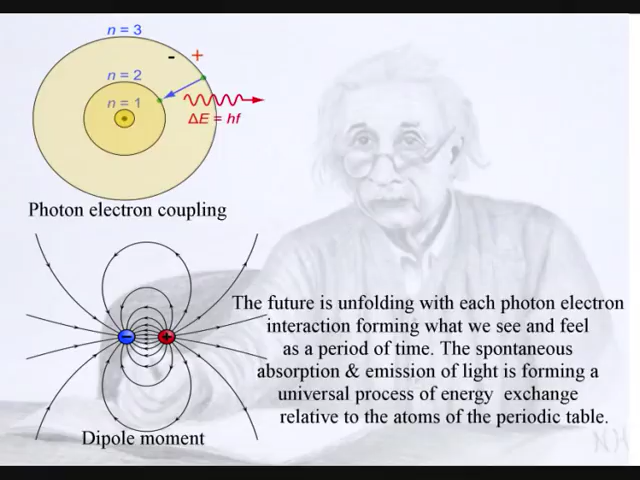 n = 3
- +
n = 2
n = 1
ΔE = hf
Photon electron coupling
The future is unfolding with each photon electron
interaction forming what we see and feel
as a period of time. The spontaneous
absorption & emission of light is forming a
universal process of energy exchange
relative to the atoms of the periodic table.
- +
Dipole moment
NH